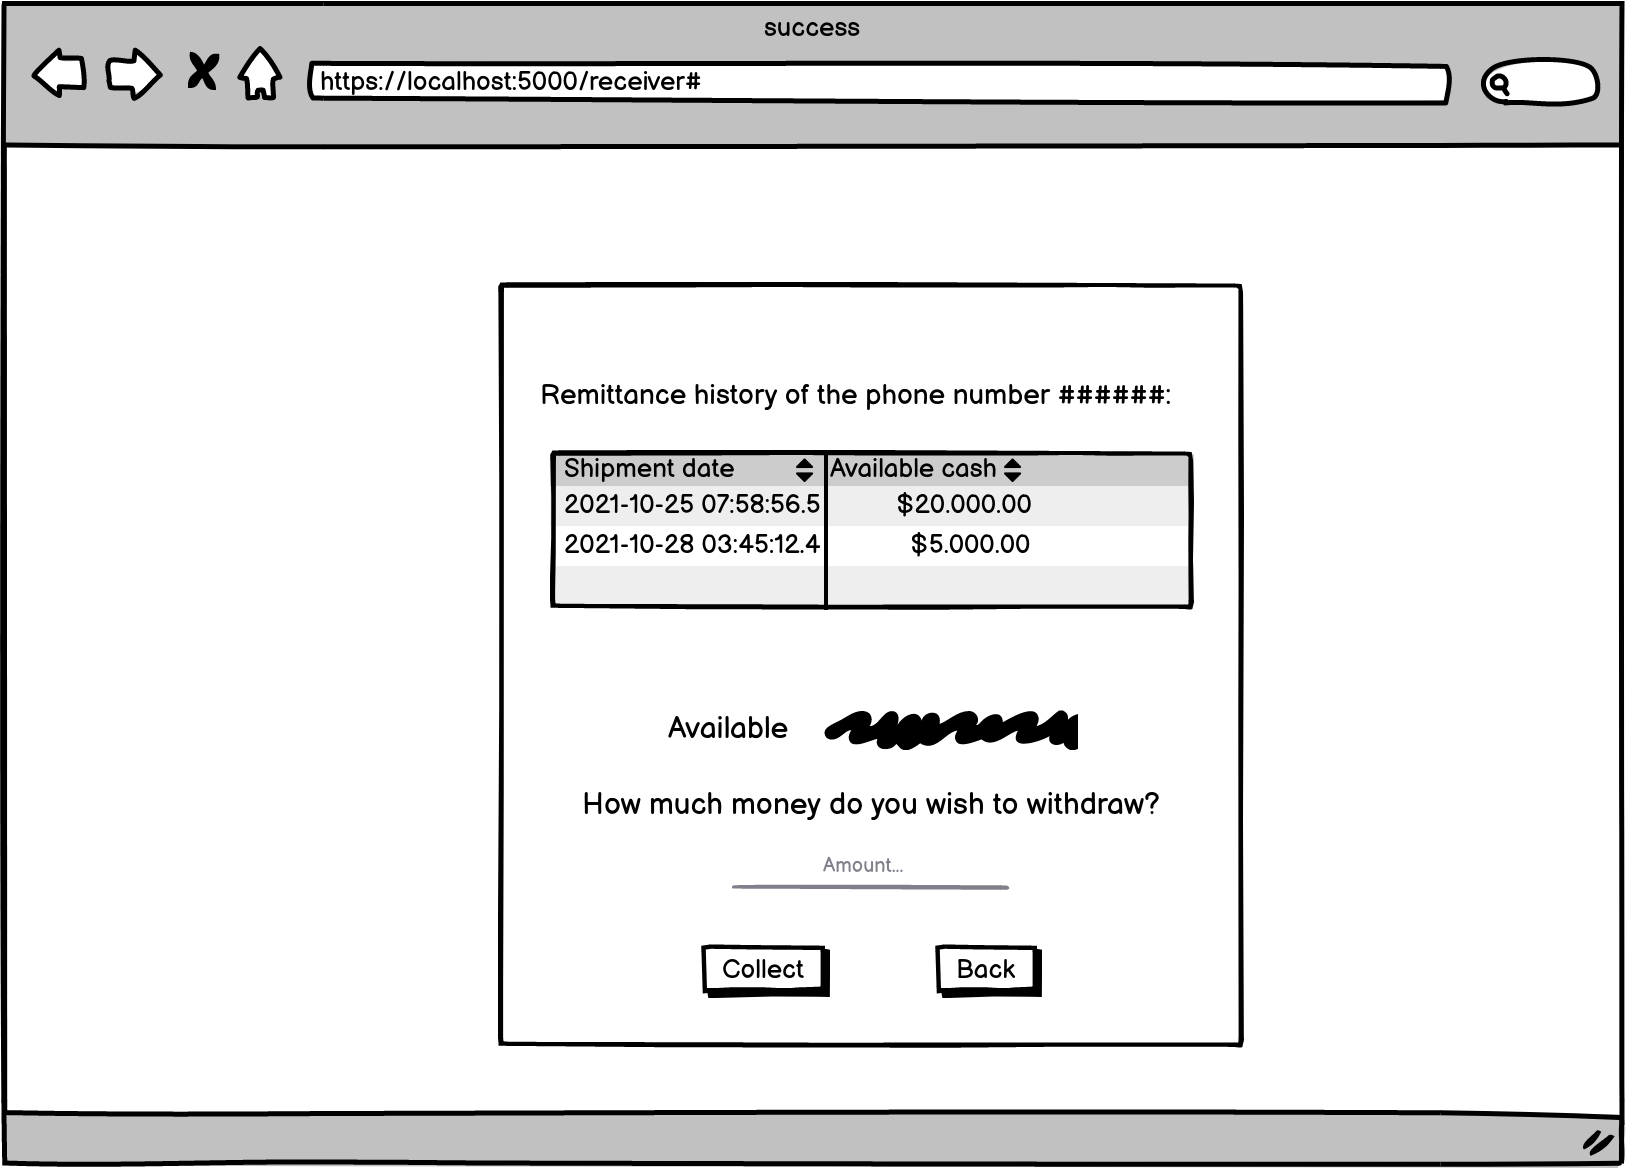 success
https://localhost:5000/receiver#
Remittance history of the phone number ######:
Shipment date Available cash
2021-10-25 07:58:56.5 $20.000.00
2021-10-28 03:45:12.4 $5.000.00
Available
How much money do you wish to withdraw?
Amount...
Collect Back